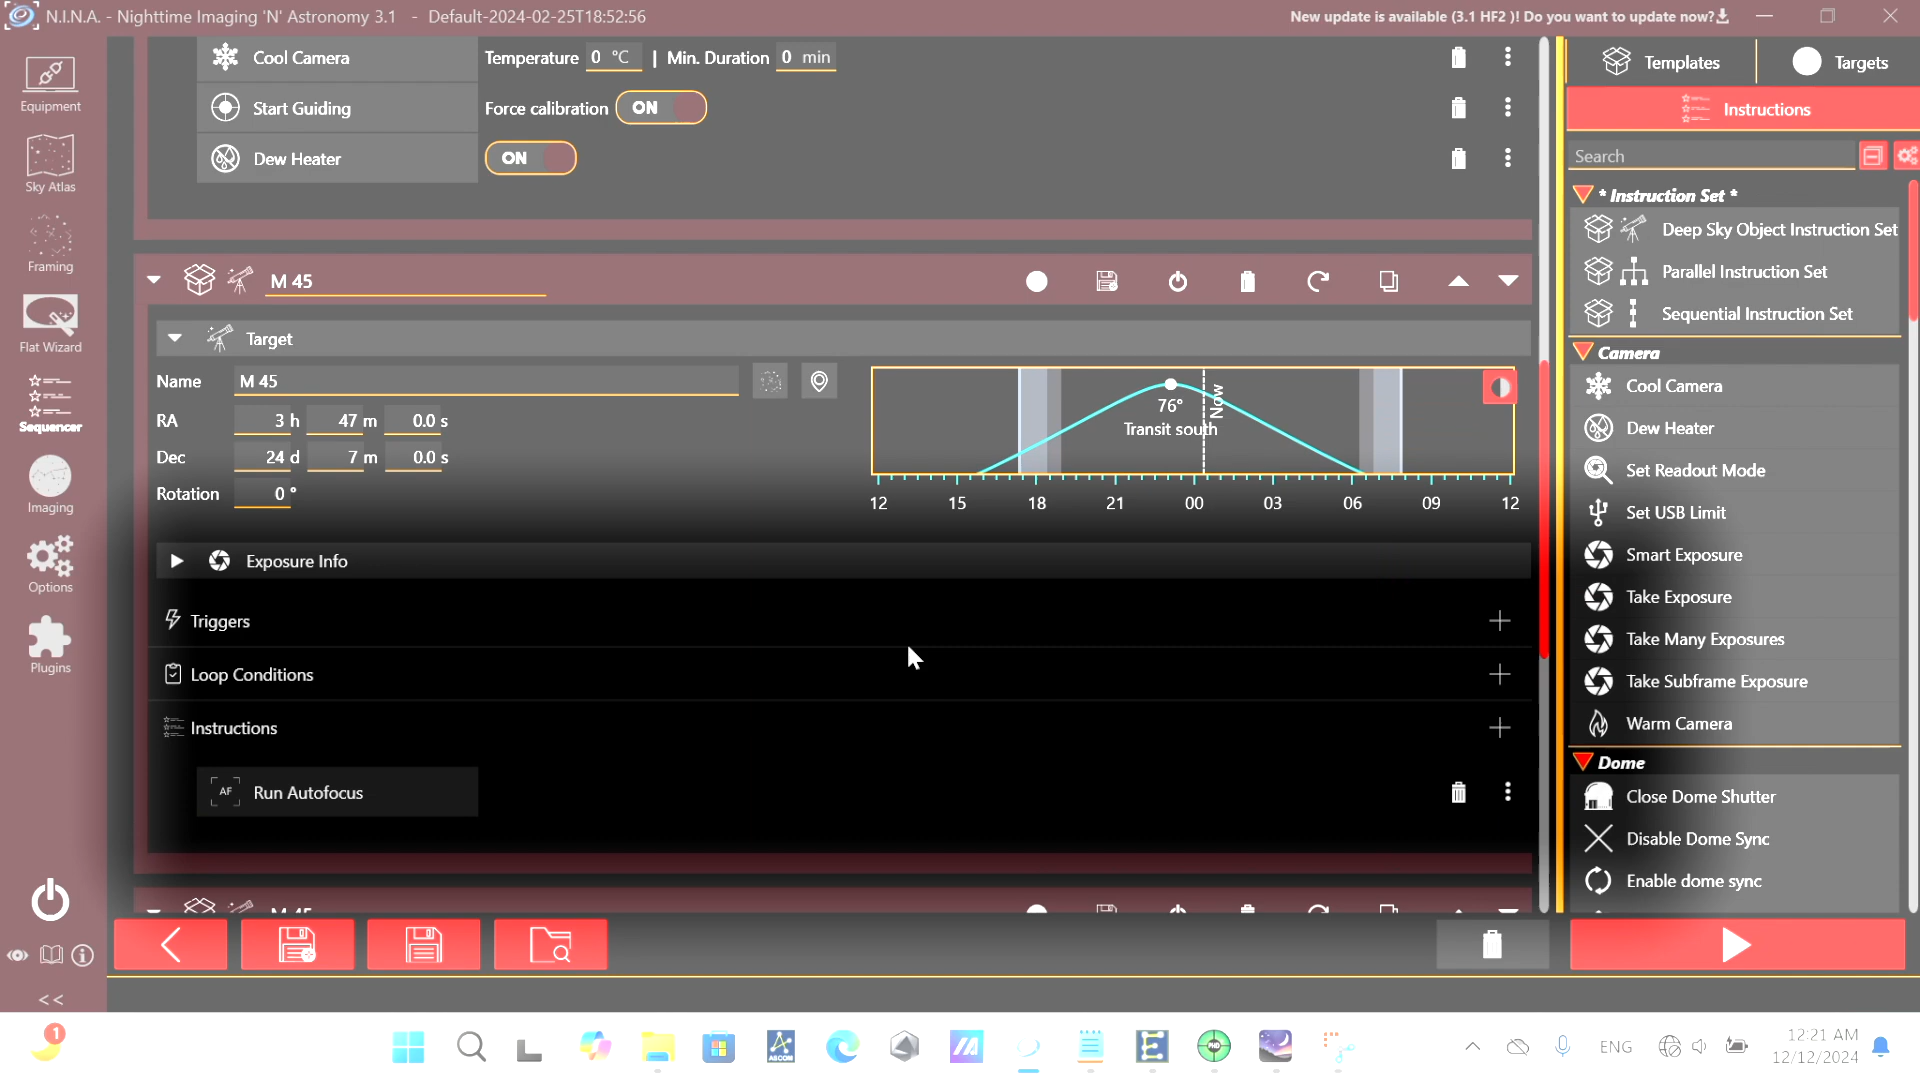 N.I.N.A. - Nighttime Imaging 'N' Astronomy 3.1 - Default-2024-02-25T18:52:56
New update is available (3.1 HF2 )! Do you want to update now?
Equipment
Sky Atlas
Framing
Flat Wizard
Sequencer
Imaging
Options
Plugins
<<
Cool Camera Temperature 0 °C | Min. Duration 0 min
Start Guiding Force calibration ON
Dew Heater ON
M 45
Target
Name M 45
RA 3 h 47 m 0.0 s
Dec 24 d 7 m 0.0 s
Rotation 0 °
76°
Transit south
Now
12 15 18 21 00 03 06 09 12
Exposure Info
Triggers
Loop Conditions
Instructions
AF Run Autofocus
M 45
Templates
Targets
Instructions
Search
* Instruction Set *
Deep Sky Object Instruction Set
Parallel Instruction Set
Sequential Instruction Set
Camera
Cool Camera
Dew Heater
Set Readout Mode
Set USB Limit
Smart Exposure
Take Exposure
Take Many Exposures
Take Subframe Exposure
Warm Camera
Dome
Close Dome Shutter
Disable Dome Sync
Enable dome sync
1
ASCOM
PHD
ENG
12:21 AM
12/12/2024